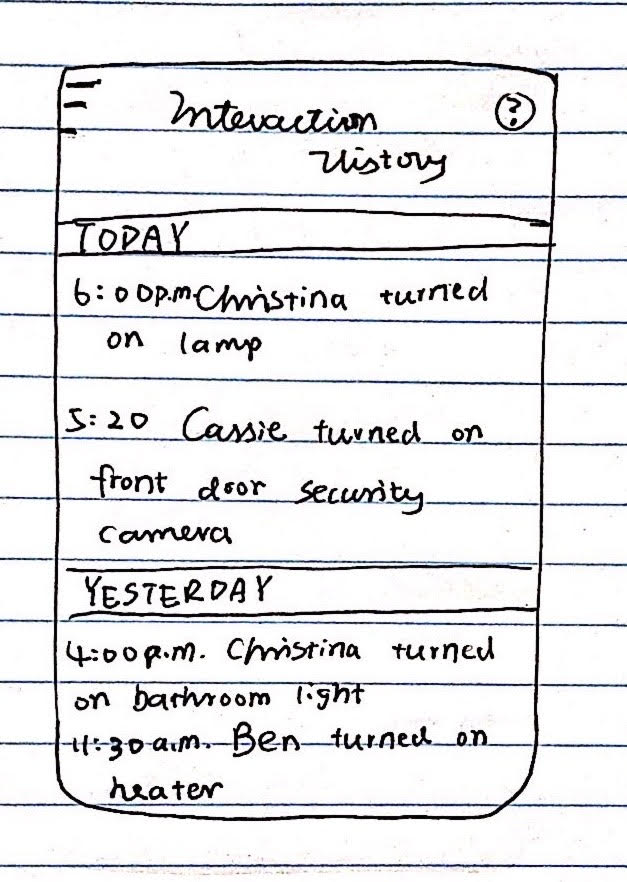 Interaction
History
?
TODAY
6:00p.m Christina turned
on lamp
5:20 Cassie turned on
front door security
camera
YESTERDAY
4:00p.m. Christina turned
on bathroom light
11:30a.m. Ben turned on
heater